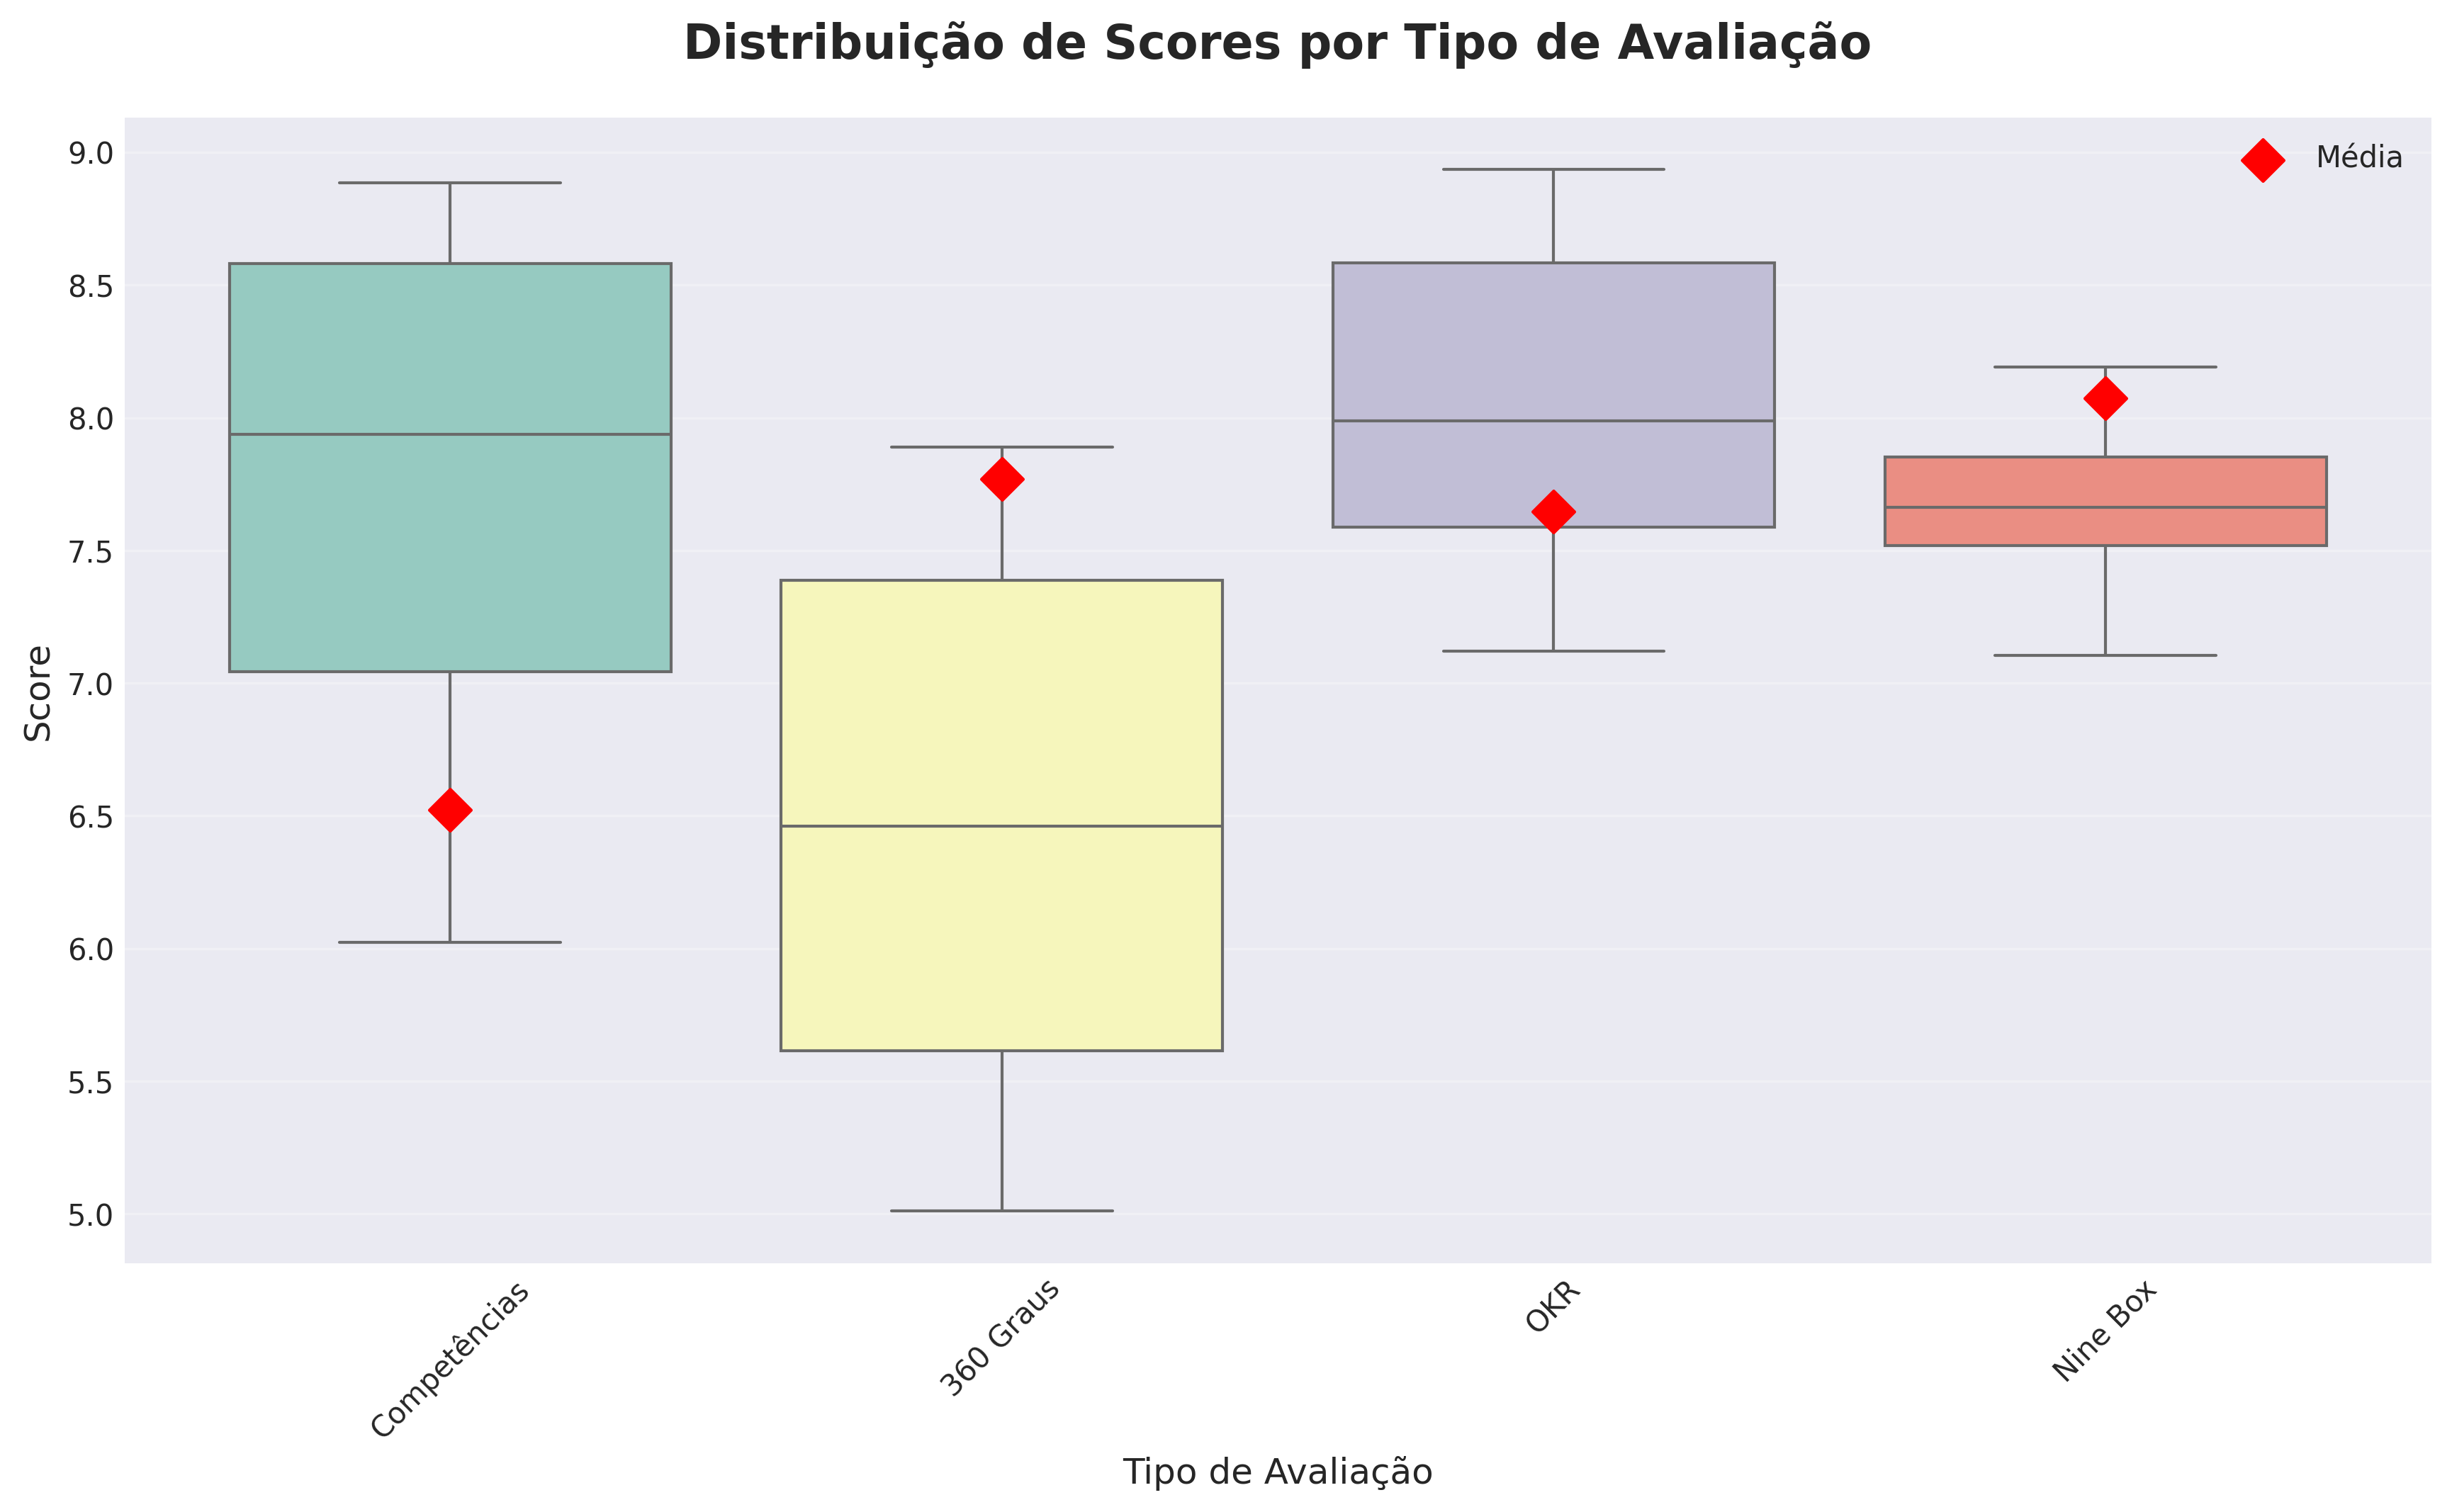 Distribuição de Scores por Tipo de Avaliação
Média
9.0
8.5
8.0
7.5
7.0
6.5
6.0
5.5
5.0
Score
Competências
360 Graus
OKR
Nine Box
Tipo de Avaliação